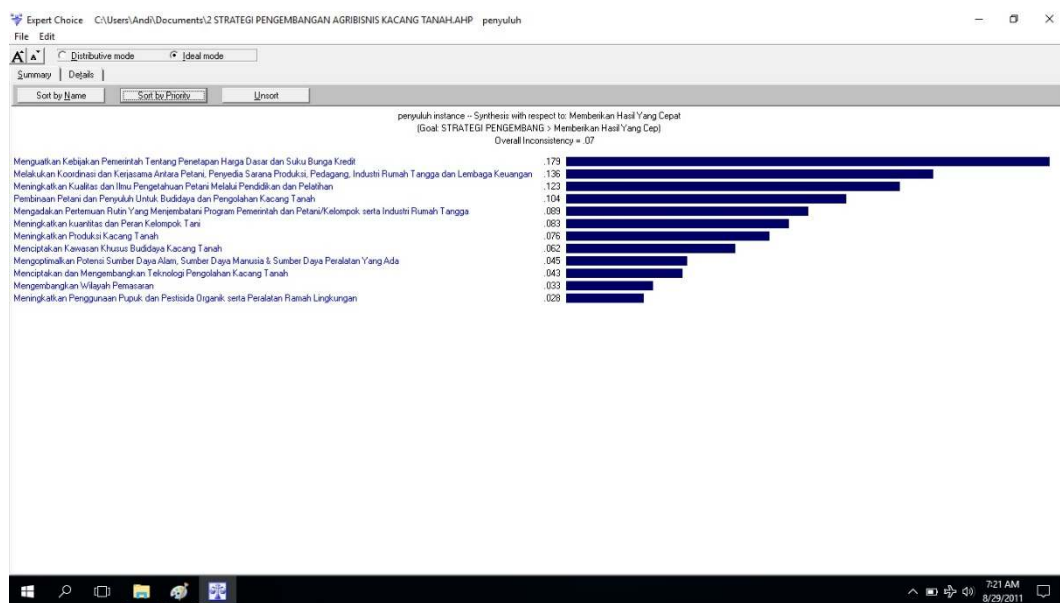 Expert Choice C:\Users\Andi\Documents\2 STRATEGI PENGEMBANGAN AGRIBISNIS KACANG TANAH.AHP penyuluh
File Edit
A A Distributive mode Ideal mode
Summary Details
Sort by Name Sort by Priority Unsort
penyuluh instance -- Synthesis with respect to: Memberikan Hasil Yang Cepat
(Goal: STRATEGI PENGEMBANG > Memberikan Hasil Yang Cep)
Overall Inconsistency = .07
Menguatkan Kebijakan Pemerintah Tentang Penetapan Harga Dasar dan Suku Bunga Kredit .179
Melakukan Koordinasi dan Kerjasama Antara Petani, Penyedia Sarana Produksi, Pedagang, Industri Rumah Tangga dan Lembaga Keuangan .136
Meningkatkan Kualitas dan Ilmu Pengetahuan Petani Melalui Pendidikan dan Pelatihan .123
Pembinaan Petani dan Penyuluh Untuk Budidaya dan Pengolahan Kacang Tanah .104
Mengadakan Pertemuan Rutin Yang Menjembatani Program Pemerintah dan Petani/Kelompok serta Industri Rumah Tangga .089
Meningkatkan kuantitas dan Peran Kelompok Tani .083
Meningkatkan Produksi Kacang Tanah .076
Menciptakan Kawasan Khusus Budidaya Kacang Tanah .062
Mengoptimalkan Potensi Sumber Daya Alam, Sumber Daya Manusia & Sumber Daya Peralatan Yang Ada .045
Menciptakan dan Mengembangkan Teknologi Pengolahan Kacang Tanah .043
Mengembangkan Wilayah Pemasaran .033
Meningkatkan Penggunaan Pupuk dan Pestisida Organik serta Peralatan Ramah Lingkungan .028
7:21 AM
8/29/2011